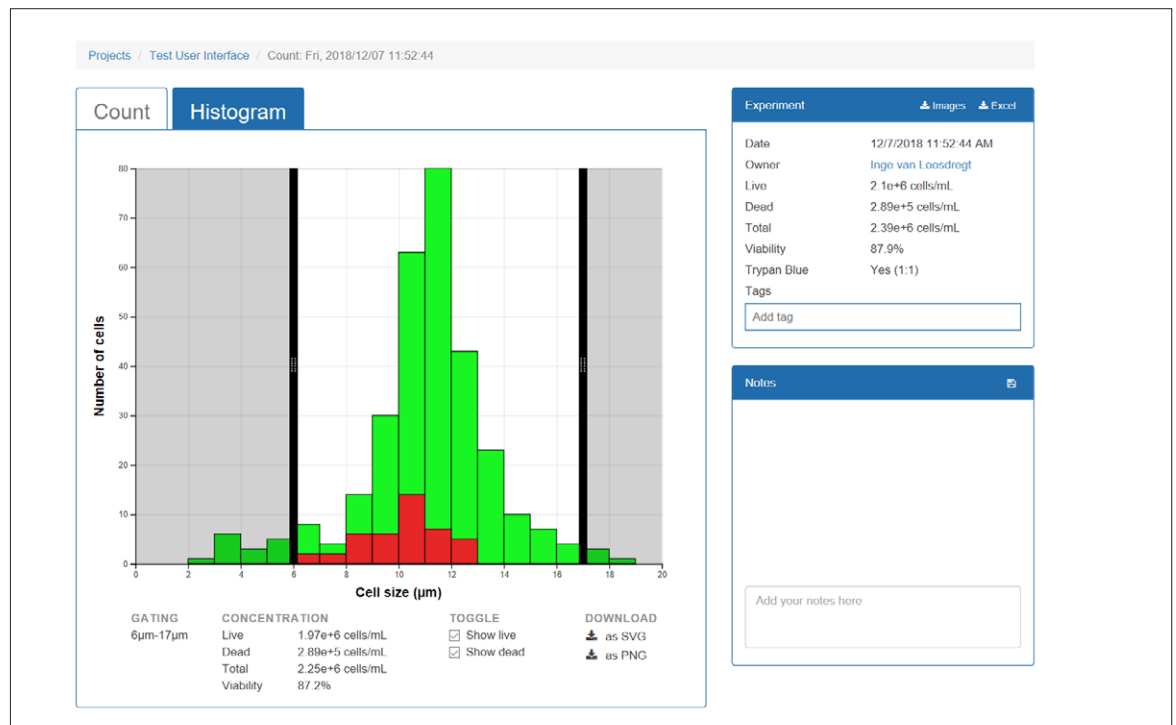 Projects / Test User Interface / Count: Fri, 2018/12/07 11:52:44
Count
Histogram
80
70
60
50
40
30
20
10
0
Number of cells
0 2 4 6 8 10 12 14 16 18 20
Cell size (µm)
GATING
6µm-17µm
CONCENTRATION
Live 1.97e+6 cells/mL
Dead 2.89e+5 cells/mL
Total 2.25e+6 cells/mL
Viability 87.2%
TOGGLE
Show live
Show dead
DOWNLOAD
as SVG
as PNG
Experiment Images Excel
Date 12/7/2018 11:52:44 AM
Owner Inge van Loosdregt
Live 2.1e+6 cells/mL
Dead 2.89e+5 cells/mL
Total 2.39e+6 cells/mL
Viability 87.9%
Trypan Blue Yes (1:1)
Tags
Add tag
Notes
Add your notes here